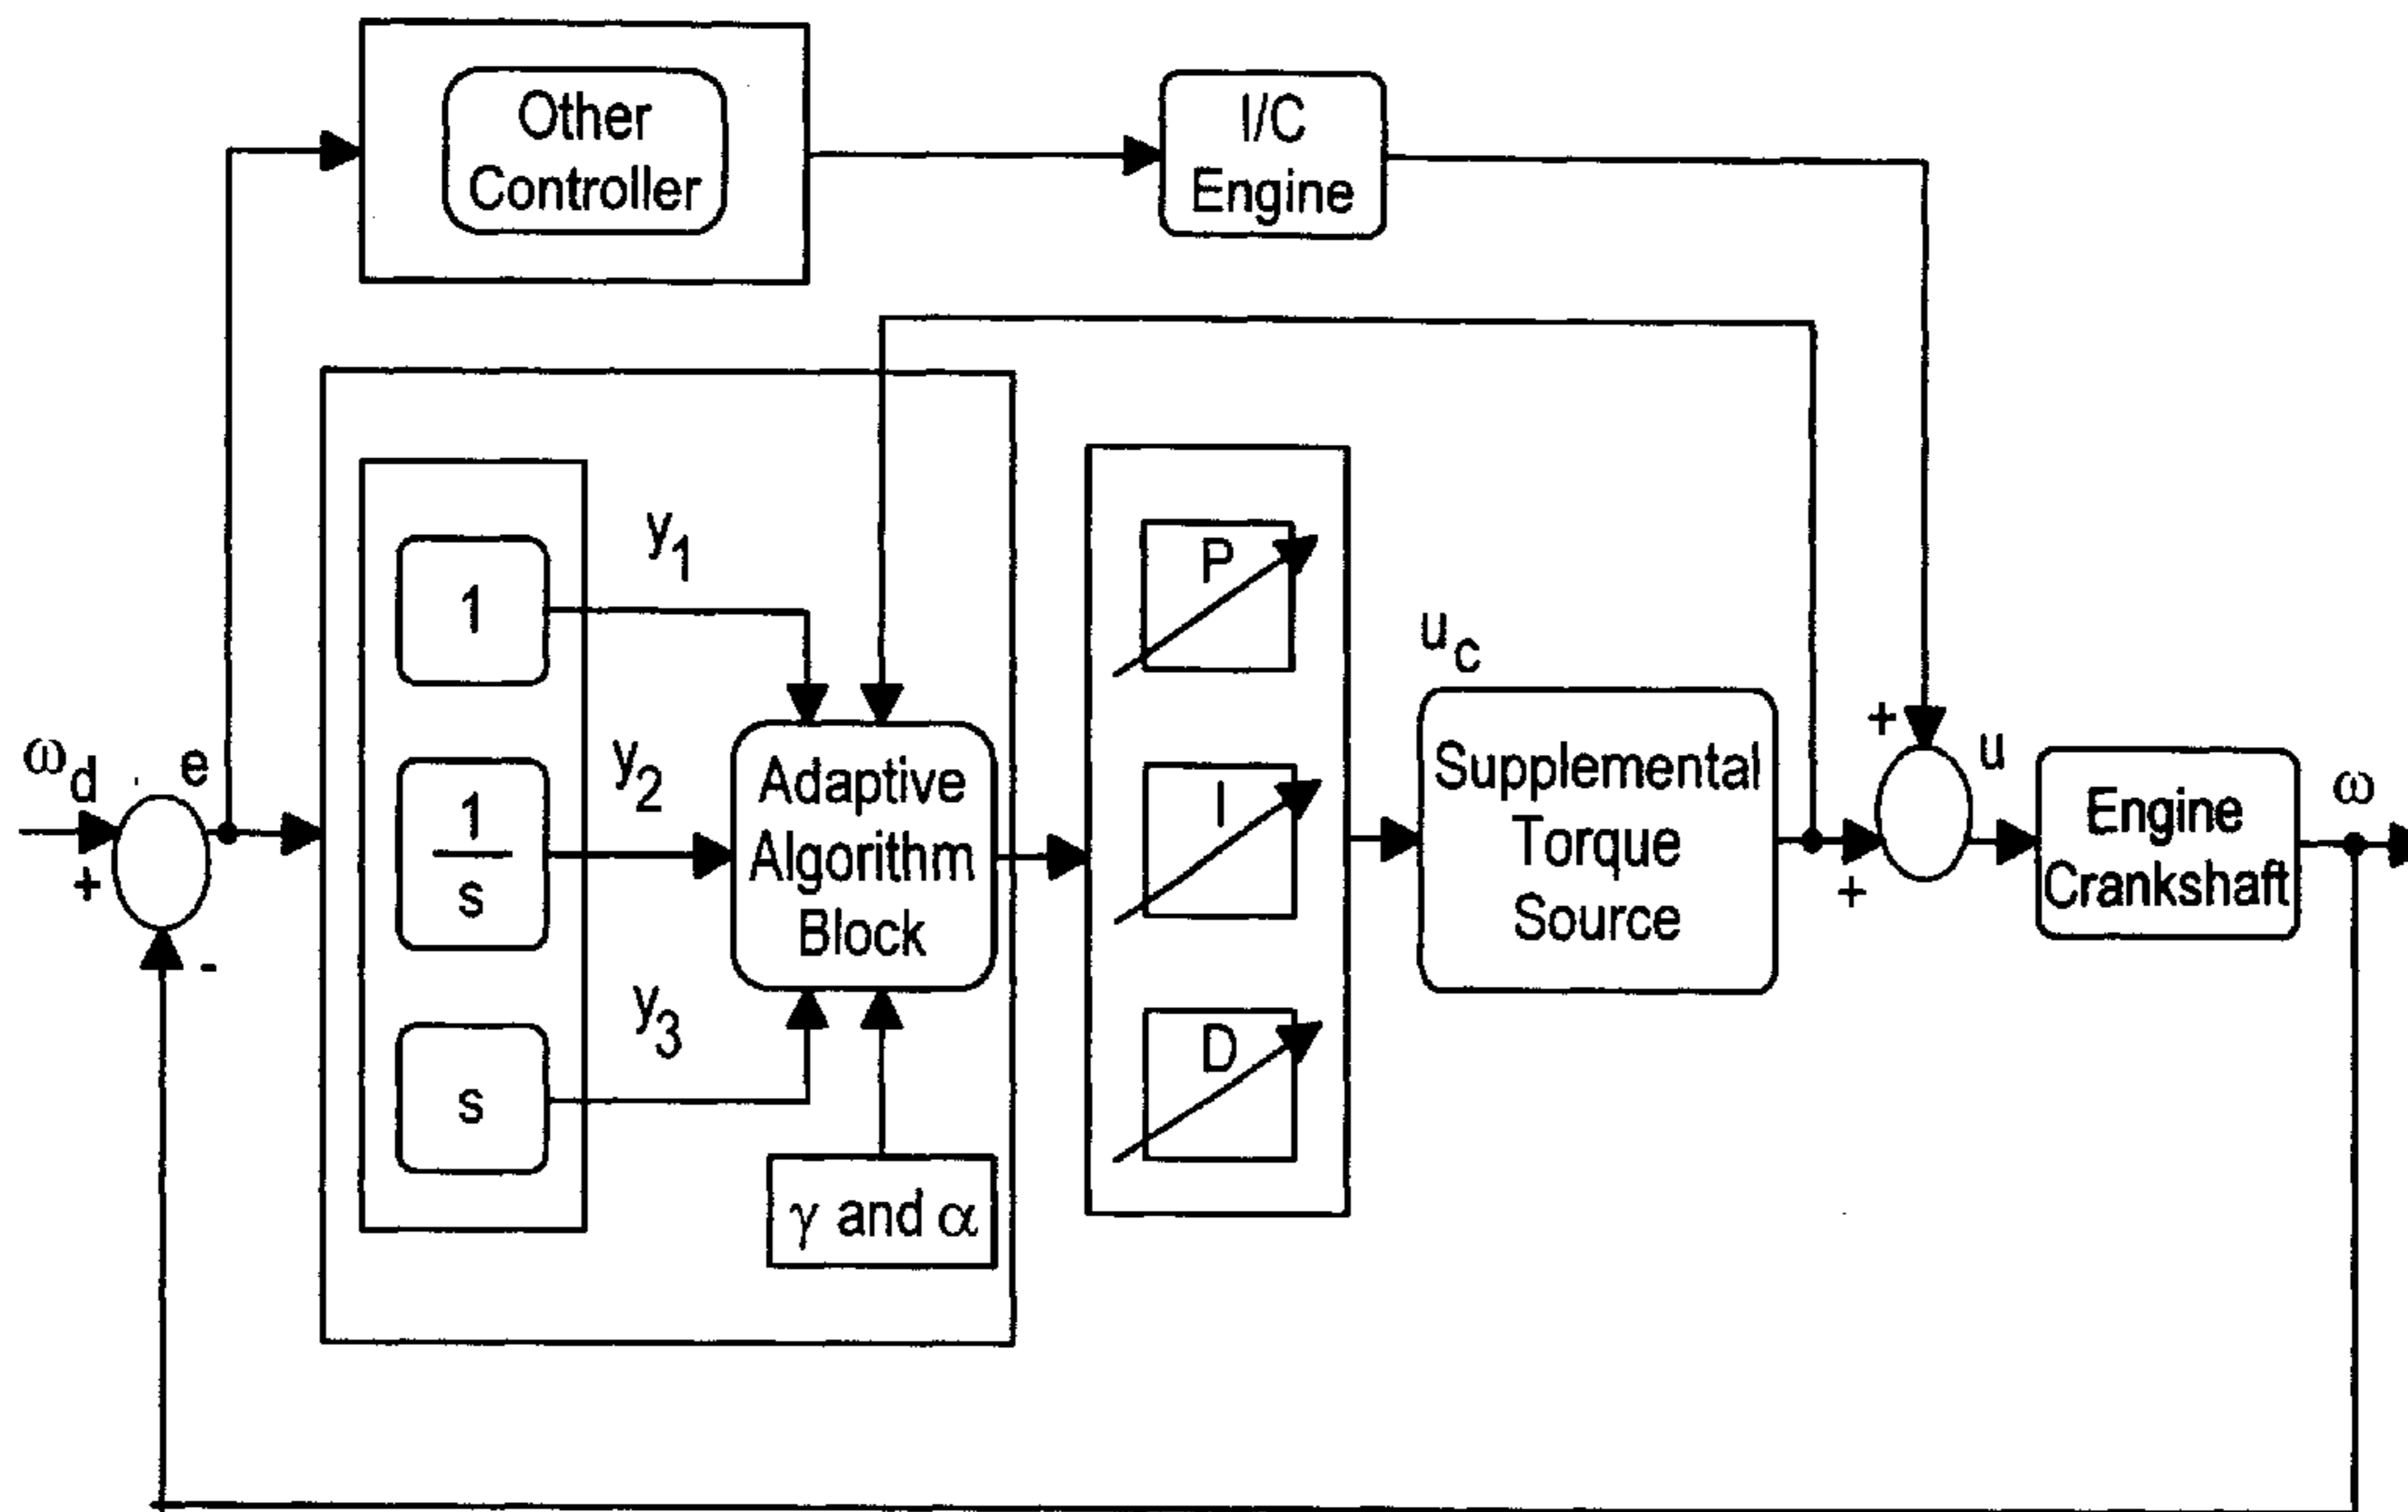 Other
Controller
I/C
Engine
y1
1
P
uc
ωd
e
+
-
y2
1
s
Adaptive
Algorithm
Block
I
Supplemental
Torque
Source
+
+
u
Engine
Crankshaft
ω
y3
s
γ and α
D